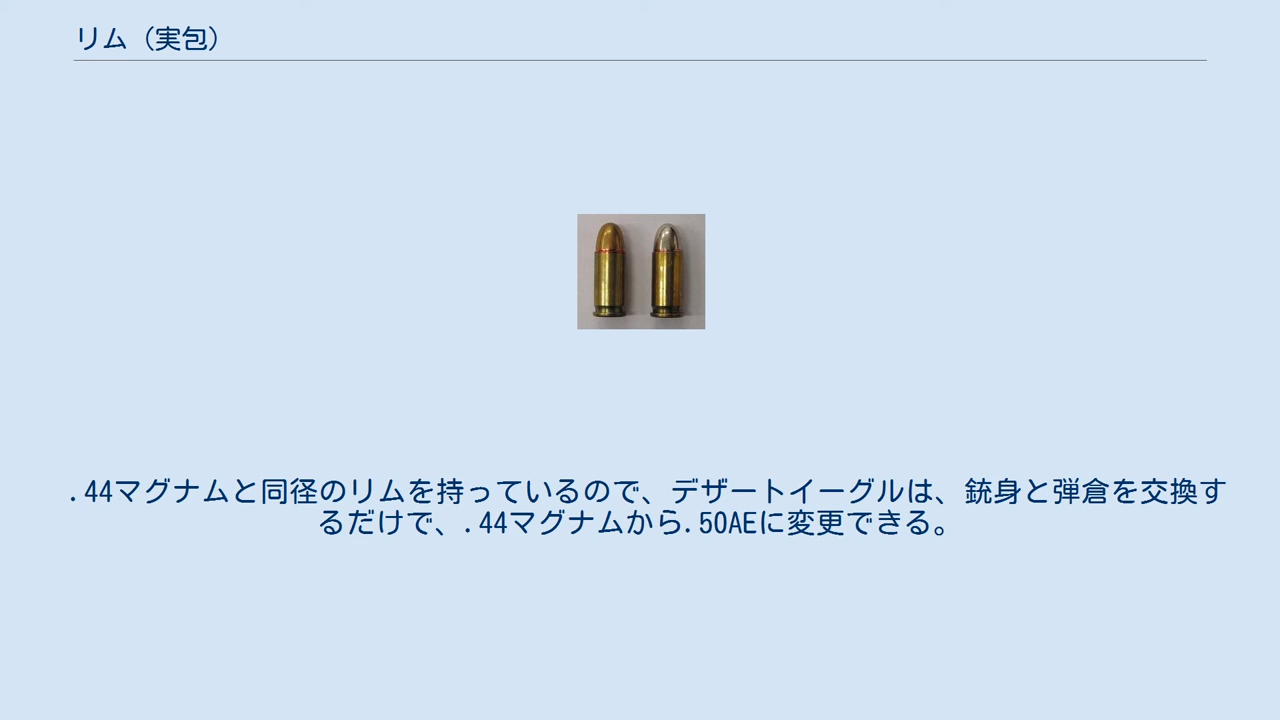 リム（実包）
.44マグナムと同径のリムを持っているので、デザートイーグルは、銃身と弾倉を交換す
るだけで、.44マグナムから.50AEに変更できる。